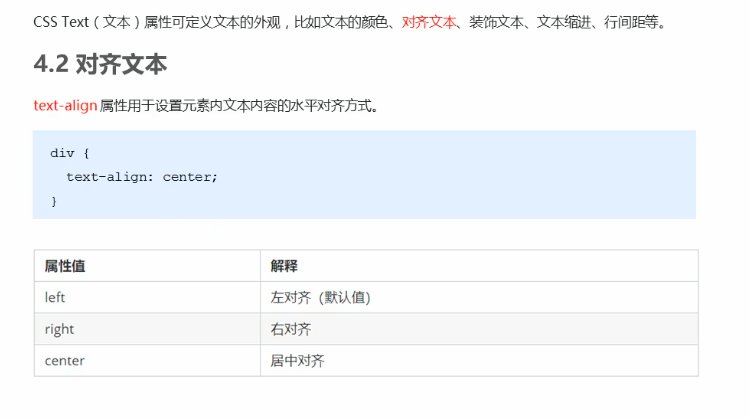 CSS Text（文本）属性可定义文本的外观，比如文本的颜色、对齐文本、装饰文本、文本缩进、行间距等。
4.2 对齐文本
text-align 属性用于设置元素内文本内容的水平对齐方式。
div {
  text-align: center;
}
属性值 解释
left 左对齐（默认值）
right 右对齐
center 居中对齐